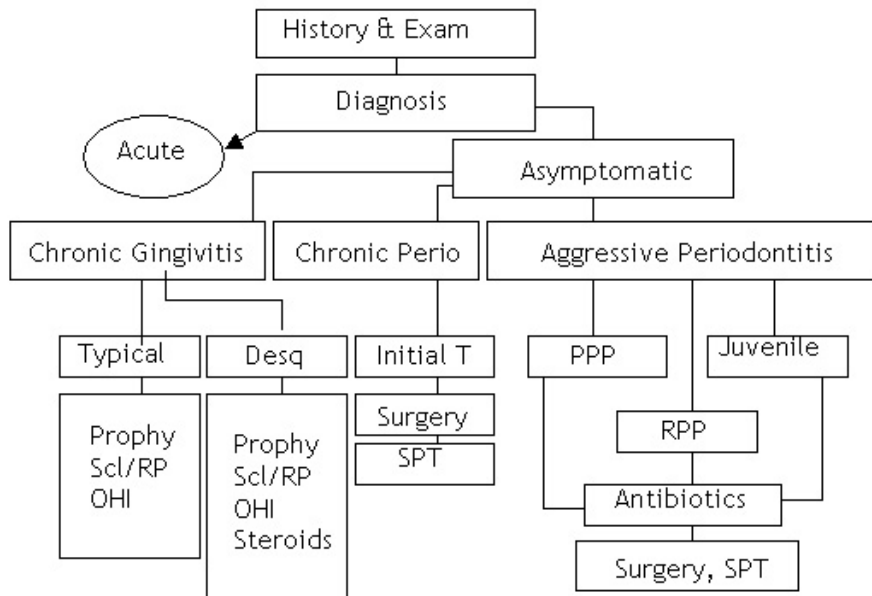 History & Exam
Diagnosis
Acute
Asymptomatic
Chronic Gingivitis
Chronic Perio
Aggressive Periodontitis
Typical
Desq
Initial T
PPP
Juvenile
Prophy
Scl/RP
OHI
Prophy
Scl/RP
OHI
Steroids
Surgery
SPT
RPP
Antibiotics
Surgery, SPT